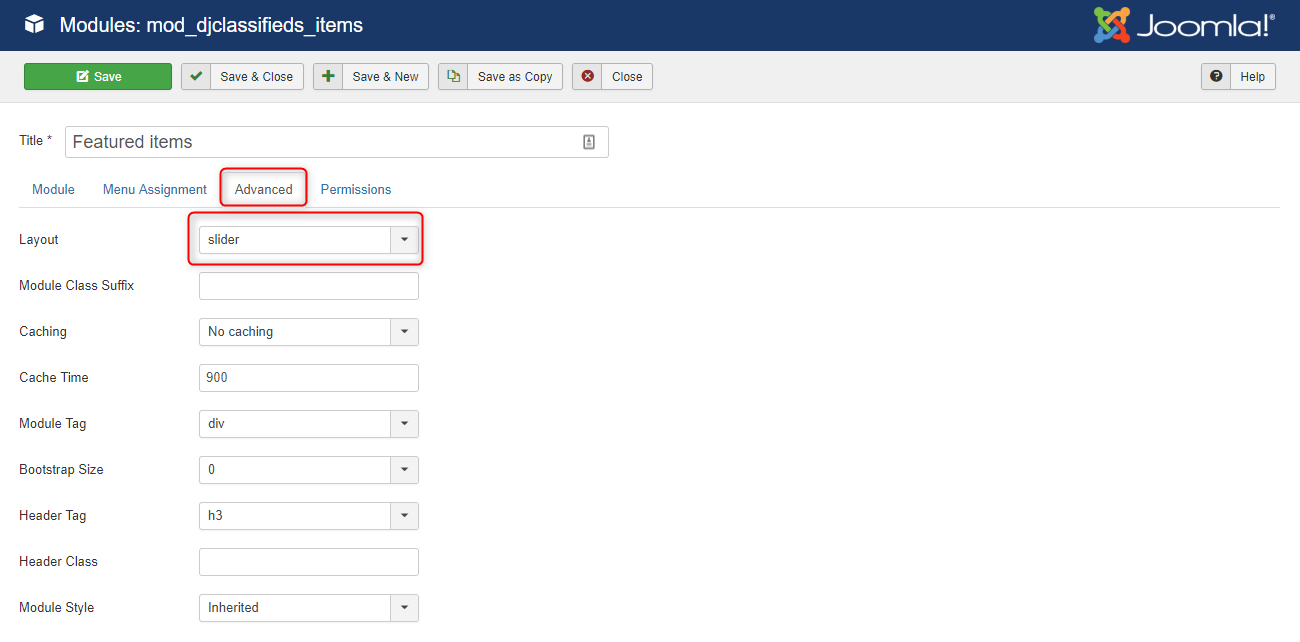 Modules: mod_djclassifieds_items
Joomla!®
Save
Save & Close
Save & New
Save as Copy
Close
Help
Title *
Featured items
Module
Menu Assignment
Advanced
Permissions
Layout
slider
Module Class Suffix
Caching
No caching
Cache Time
900
Module Tag
div
Bootstrap Size
0
Header Tag
h3
Header Class
Module Style
Inherited